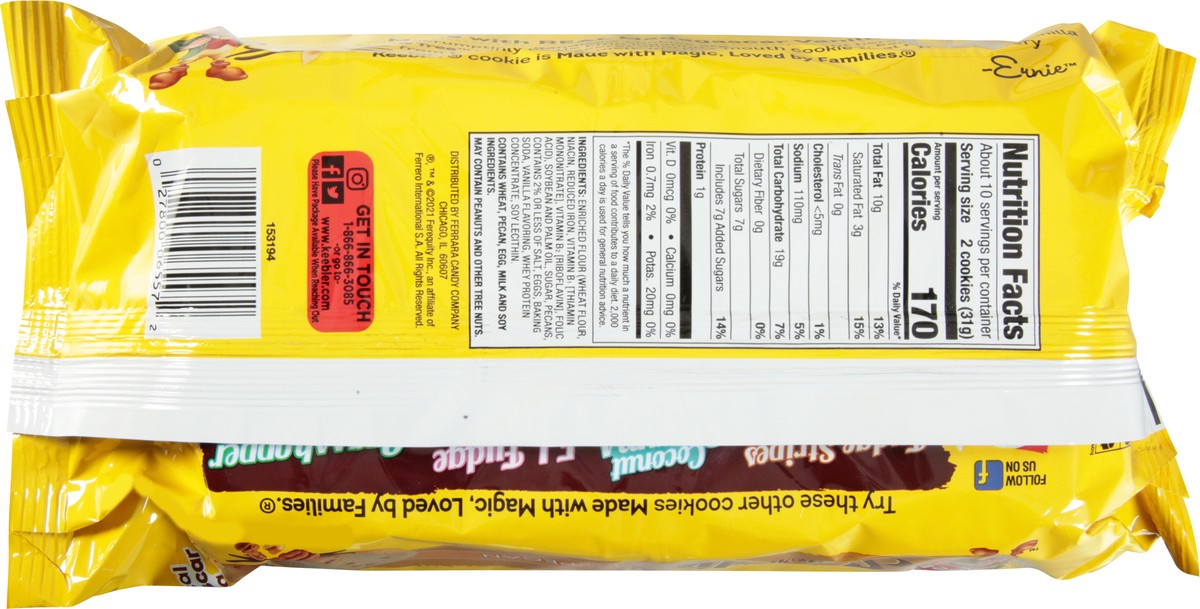 with REAL Madagascar Vanilla
cookie is Made with Magic, Loved by Families.®
-Ernie™
Nutrition Facts
About 10 servings per container
Serving size 2 cookies (31g)
Amount per serving
Calories 170
% Daily Value*
Total Fat 10g 13%
Saturated Fat 3g 15%
Trans Fat 0g
Cholesterol <5mg 1%
Sodium 110mg 5%
Total Carbohydrate 19g 7%
Dietary Fiber 0g 0%
Total Sugars 7g
Includes 7g Added Sugars 14%
Protein 1g
Vit. D 0mcg 0% • Calcium 0mg 0%
Iron 0.7mg 2% • Potas. 20mg 0%
*The % Daily Value tells you how much a nutrient in
a serving of food contributes to a daily diet. 2,000
calories a day is used for general nutrition advice.
INGREDIENTS: ENRICHED FLOUR (WHEAT FLOUR,
NIACIN, REDUCED IRON, VITAMIN B1 [THIAMIN
MONONITRATE], VITAMIN B2 [RIBOFLAVIN], FOLIC
ACID), SOYBEAN AND PALM OIL, SUGAR, PECANS,
CONTAINS 2% OR LESS OF SALT, EGGS, BAKING
SODA, VANILLA FLAVORING, WHEY PROTEIN
CONCENTRATE, SOY LECITHIN.
CONTAINS WHEAT, PECAN, EGG, MILK AND SOY
INGREDIENTS.
MAY CONTAIN PEANUTS AND OTHER TREE NUTS.
DISTRIBUTED BY FERRARA CANDY COMPANY
CHICAGO, IL 60607
®, ™ & ©2021 Ferequity Inc., an affiliate of
Ferrero International S.A. All Rights Reserved.
GET IN TOUCH
1-866-866-3085
-or go to-
www.keebler.com
Please Have Package Available When Reaching Out
153194
FOLLOW
US ON
Try these other cookies Made with Magic, Loved by Families.®
Fudge Stripes
Coconut
E.L. Fudge
Grasshopper